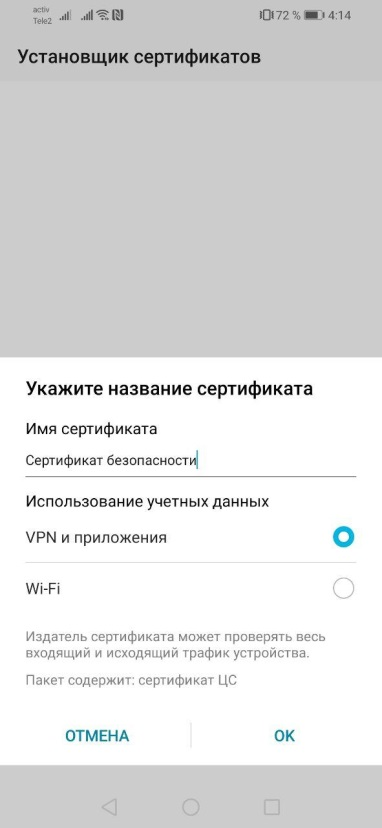 activ
Tele2
72 %
4:14
Установщик сертификатов
Укажите название сертификата
Имя сертификата
Сертификат безопасности
Использование учетных данных
VPN и приложения
Wi-Fi
Издатель сертификата может проверять весь
входящий и исходящий трафик устройства.
Пакет содержит: сертификат ЦС
ОТМЕНА
ОК